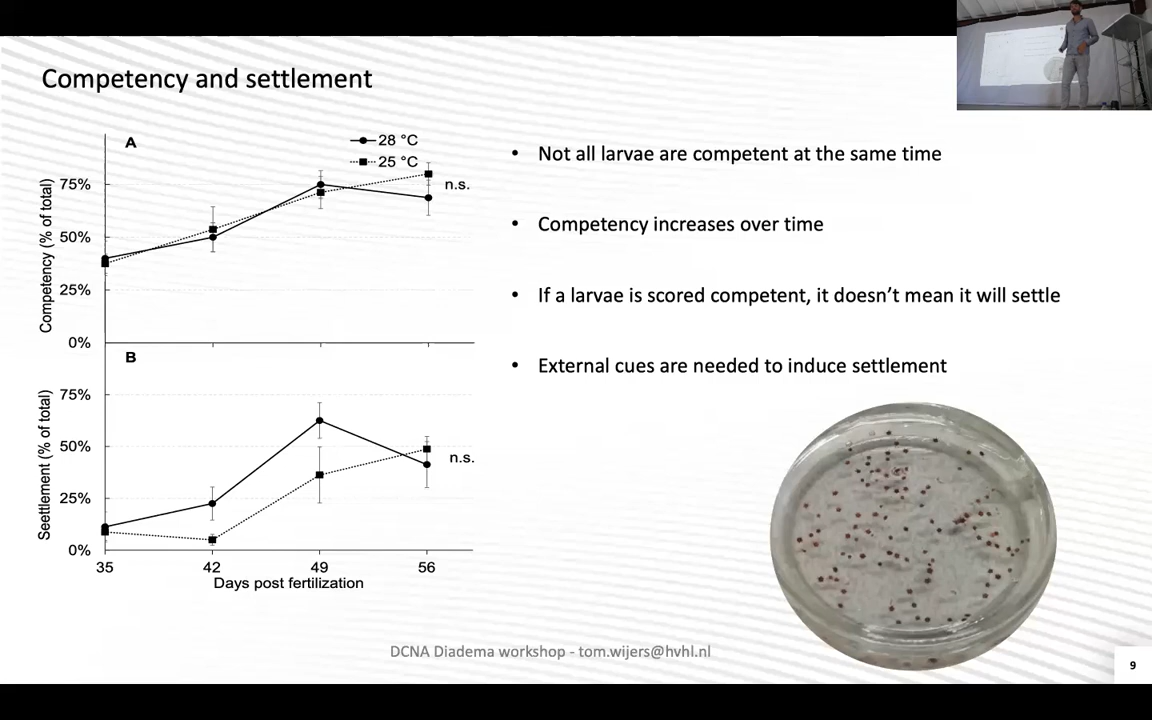 Competency and settlement
A
28 °C
25 °C
n.s.
Competency (% of total)
75%
50%
25%
0%
B
n.s.
Seettlement (% of total)
75%
50%
25%
0%
35 42 49 56
Days post fertilization
• Not all larvae are competent at the same time
• Competency increases over time
• If a larvae is scored competent, it doesn’t mean it will settle
• External cues are needed to induce settlement
DCNA Diadema workshop - tom.wijers@hvhl.nl
9